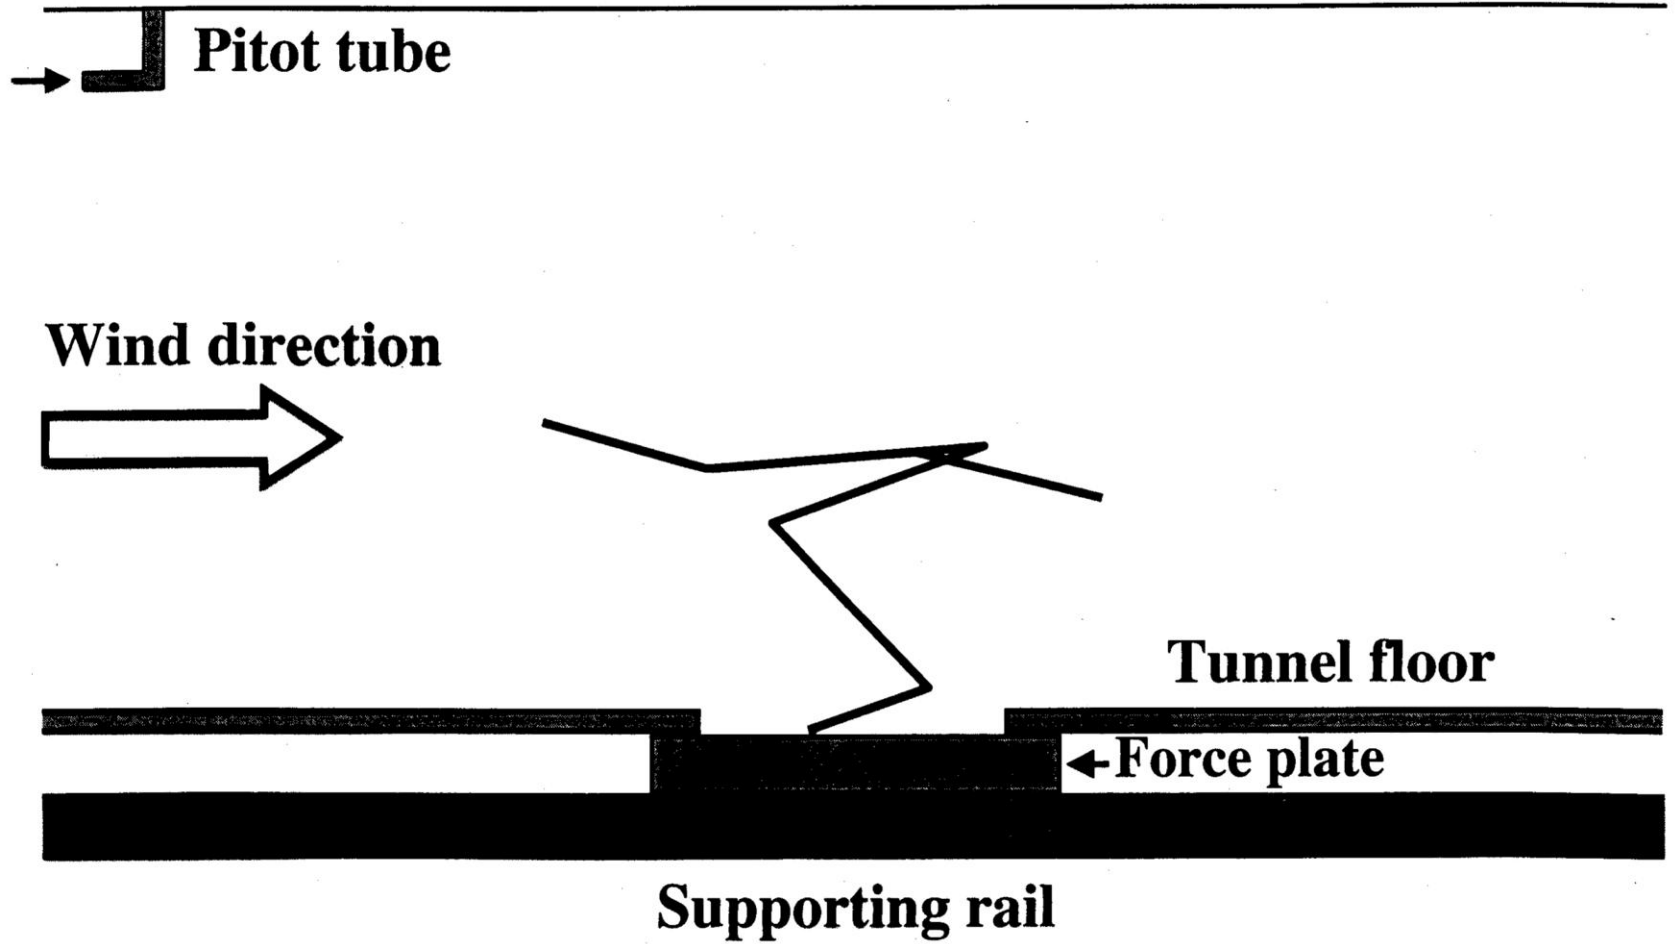 Pitot tube
Wind direction
Tunnel floor
Force plate
Supporting rail